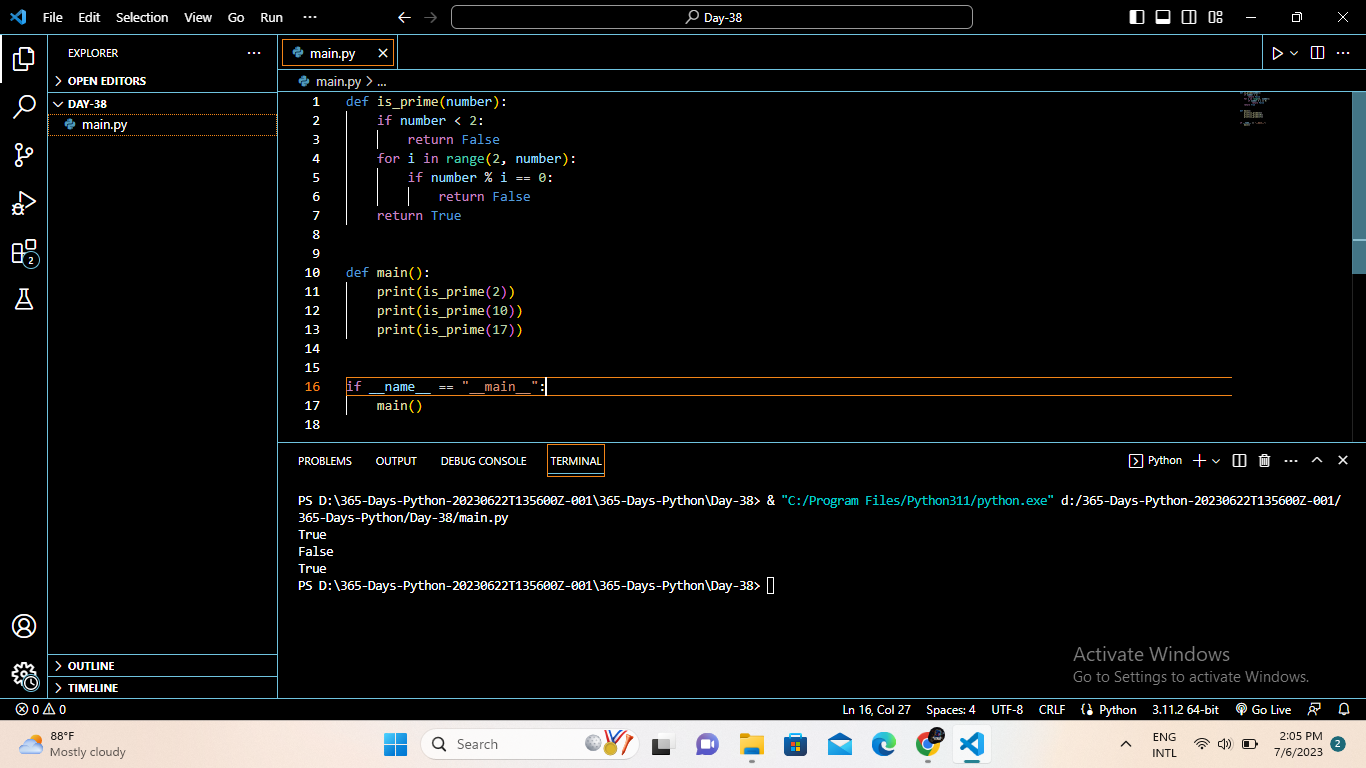 File Edit Selection View Go Run ··· Day-38
EXPLORER ···
OPEN EDITORS
DAY-38
main.py
main.py
main.py > ...
1 def is_prime(number):
2     if number < 2:
3         return False
4     for i in range(2, number):
5         if number % i == 0:
6             return False
7     return True
8
9
10 def main():
11     print(is_prime(2))
12     print(is_prime(10))
13     print(is_prime(17))
14
15
16 if __name__ == "__main__":
17     main()
18
2
OUTLINE
TIMELINE
PROBLEMS OUTPUT DEBUG CONSOLE TERMINAL Python
PS D:\365-Days-Python-20230622T135600Z-001\365-Days-Python\Day-38> & "C:/Program Files/Python311/python.exe" d:/365-Days-Python-20230622T135600Z-001/
365-Days-Python/Day-38/main.py
True
False
True
PS D:\365-Days-Python-20230622T135600Z-001\365-Days-Python\Day-38>
Activate Windows
Go to Settings to activate Windows.
0 0 Ln 16, Col 27 Spaces: 4 UTF-8 CRLF Python 3.11.2 64-bit Go Live
88°F
Mostly cloudy
Search
ENG
INTL
2:05 PM
7/6/2023
2